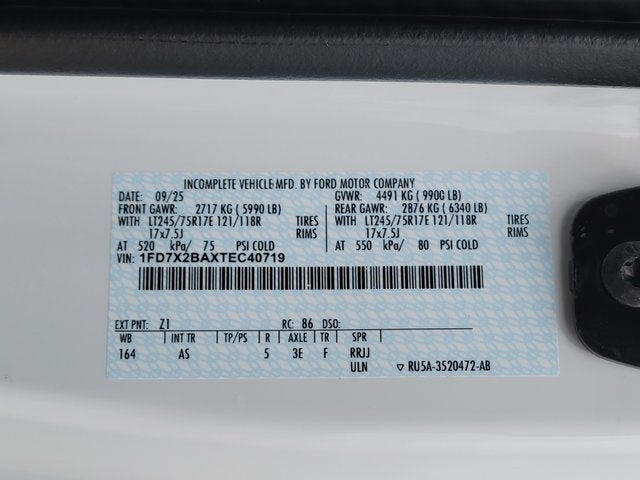 INCOMPLETE VEHICLE MFD. BY FORD MOTOR COMPANY
DATE: 09/25 GVWR: 4491 KG ( 9900 LB)
FRONT GAWR: 2717 KG ( 5990 LB) REAR GAWR: 2876 KG ( 6340 LB)
WITH LT245/75R17E 121/118R TIRES WITH LT245/75R17E 121/118R TIRES
17x7.5J RIMS 17x7.5J RIMS
AT 520 kPa/ 75 PSI COLD AT 550 kPa/ 80 PSI COLD
VIN: 1FD7X2BAXTEC40719
EXT PNT: Z1 RC: 86 DSO:
WB INT TR TP/PS R AXLE TR SPR
164 AS 5 3E F RRJJ
ULN ▽ RU5A-3520472-AB